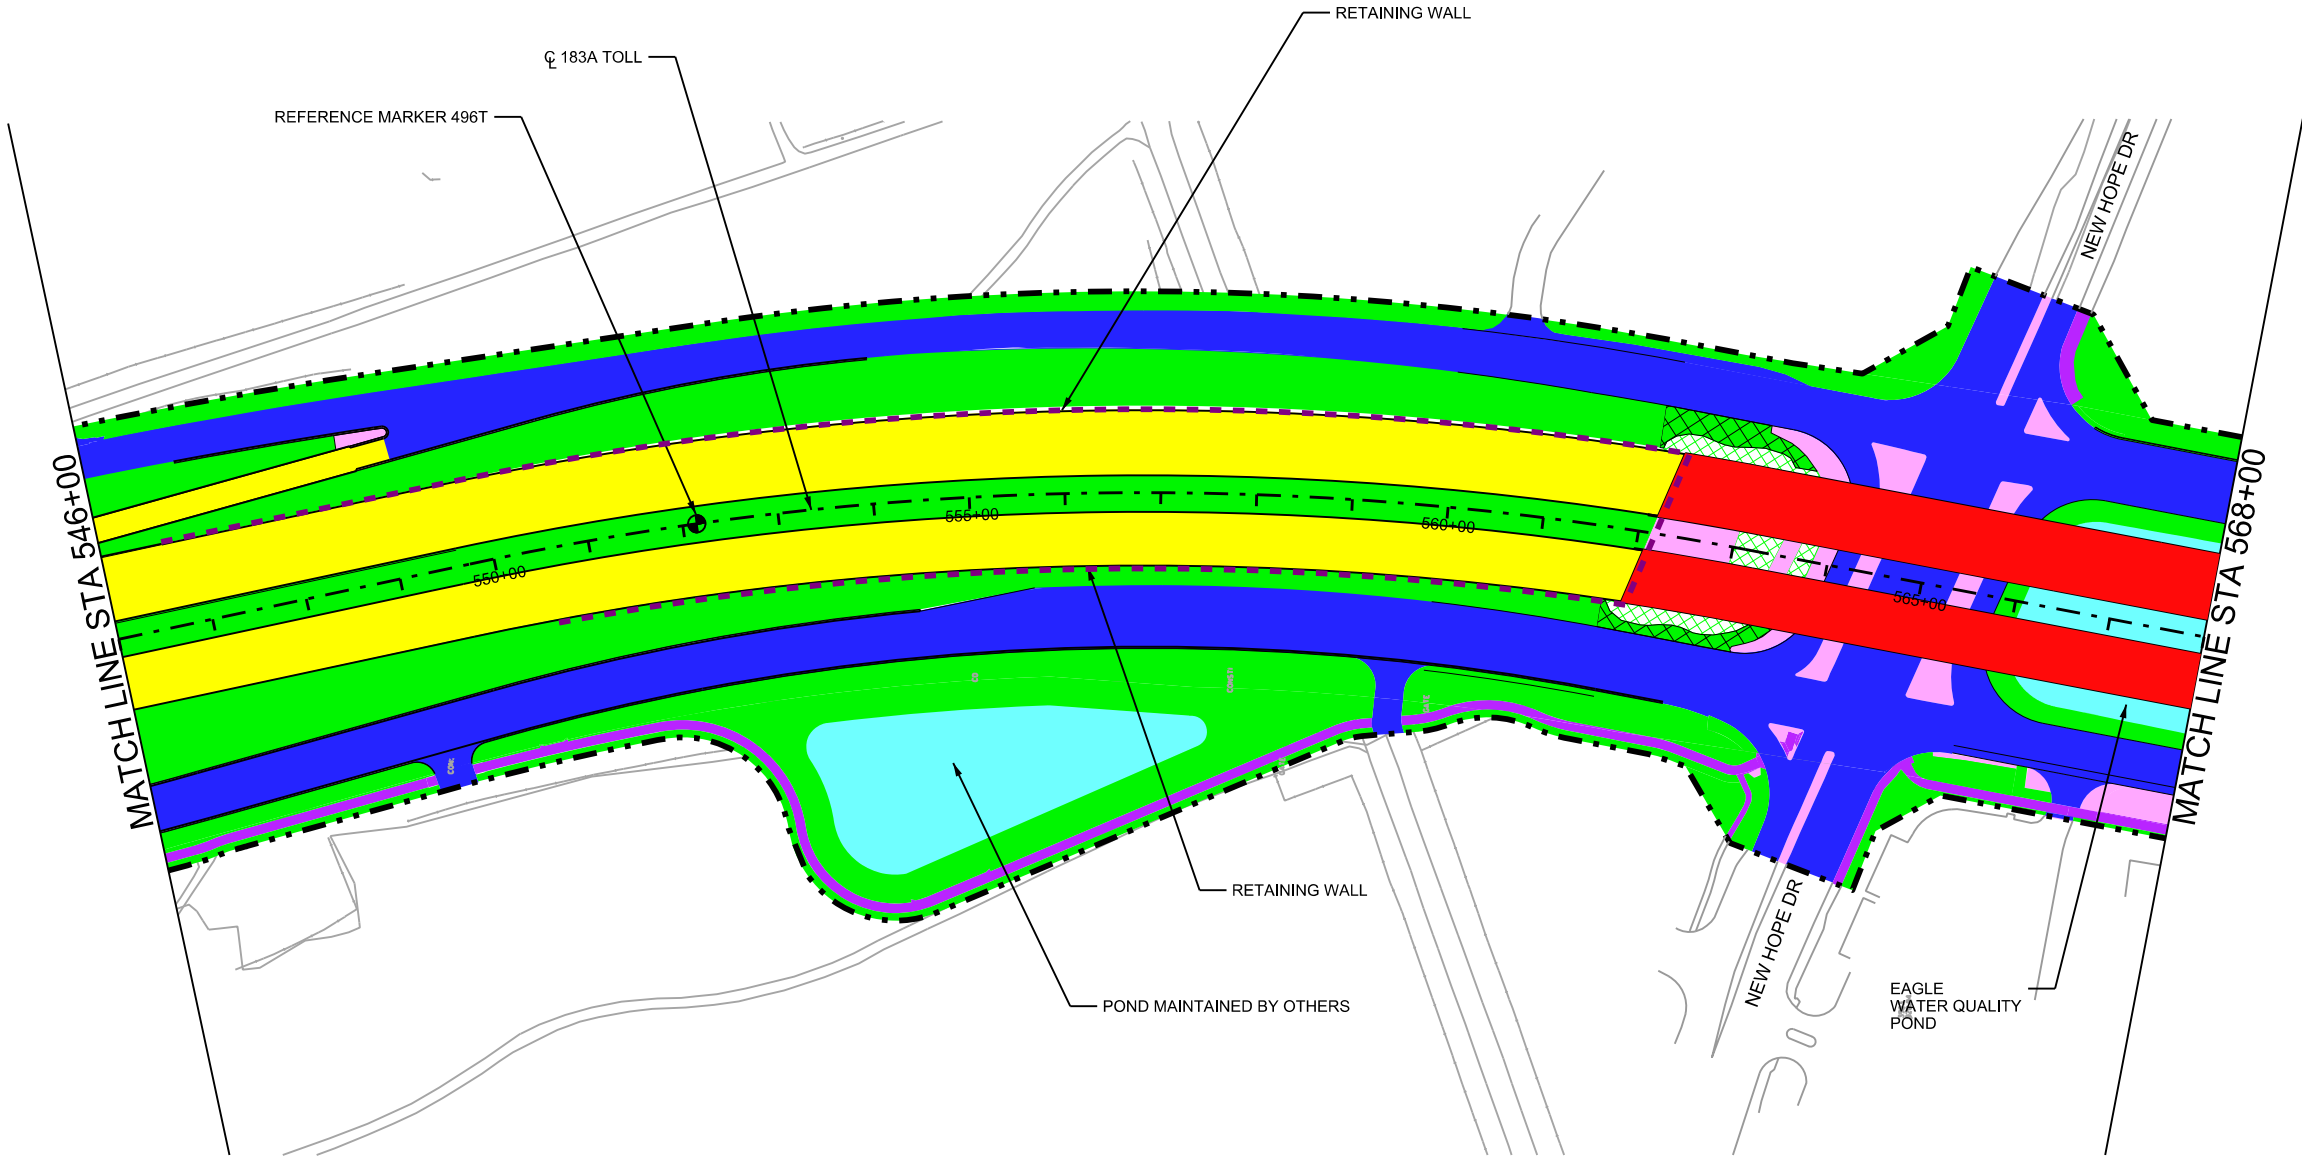 RETAINING WALL
℄ 183A TOLL
REFERENCE MARKER 496T
NEW HOPE DR
MATCH LINE STA 546+00
MATCH LINE STA 568+00
550+00
555+00
560+00
565+00
RETAINING WALL
POND MAINTAINED BY OTHERS
NEW HOPE DR
EAGLE
WATER QUALITY
POND